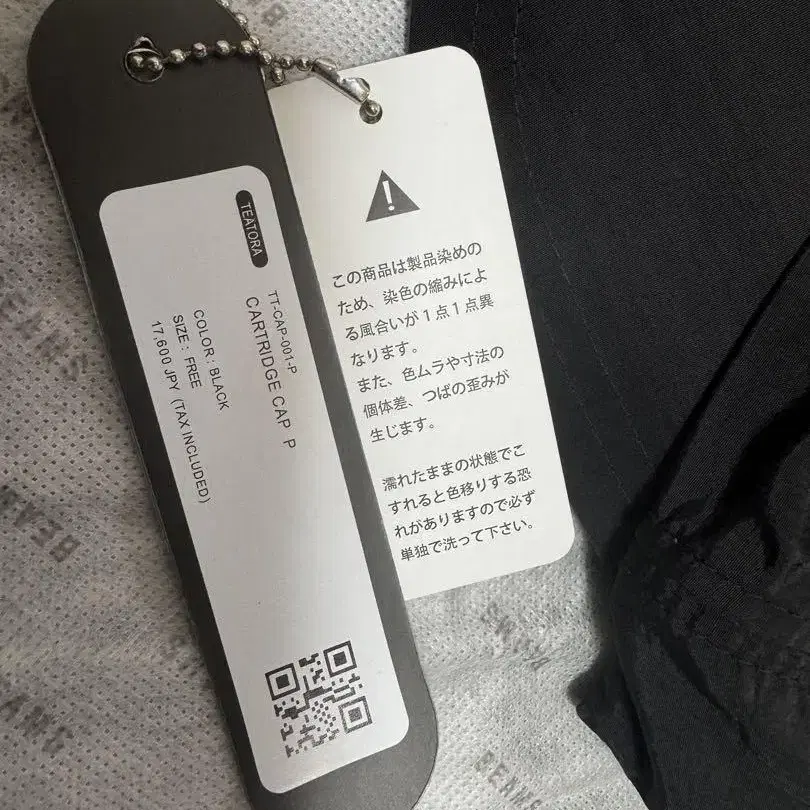 TEATORA
TT-CAP-001-P
CARTRIDGE CAP P
COLOR : BLACK
SIZE : FREE
17,600 JPY (TAX INCLUDED)
この商品は製品染めの
ため、染色の縮みによ
る風合いが1点1点異
なります。
また、色ムラや寸法の
個体差、つばの歪みが
生じます。
濡れたままの状態でこ
すれると色移りする恐
れがありますので必ず
単独で洗って下さい。